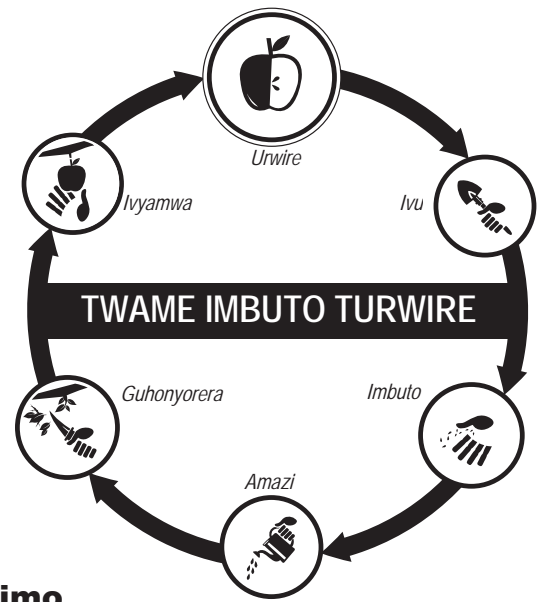 Urwire
Ivyamwa
Ivu
TWAME IMBUTO TURWIRE
Guhonyorera
Imbuto
Amazi